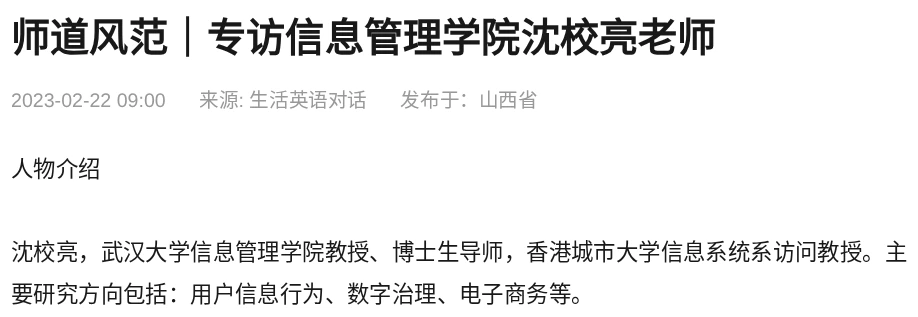 师道风范｜专访信息管理学院沈校亮老师
2023-02-22 09:00 来源: 生活英语对话 发布于：山西省
人物介绍
沈校亮，武汉大学信息管理学院教授、博士生导师，香港城市大学信息系统系访问教授。主
要研究方向包括：用户信息行为、数字治理、电子商务等。